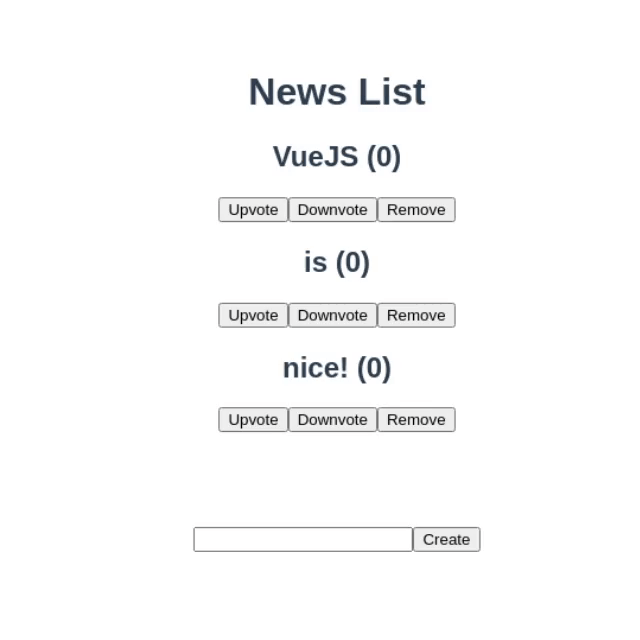 News List
VueJS (0)
Upvote Downvote Remove
is (0)
Upvote Downvote Remove
nice! (0)
Upvote Downvote Remove
Create